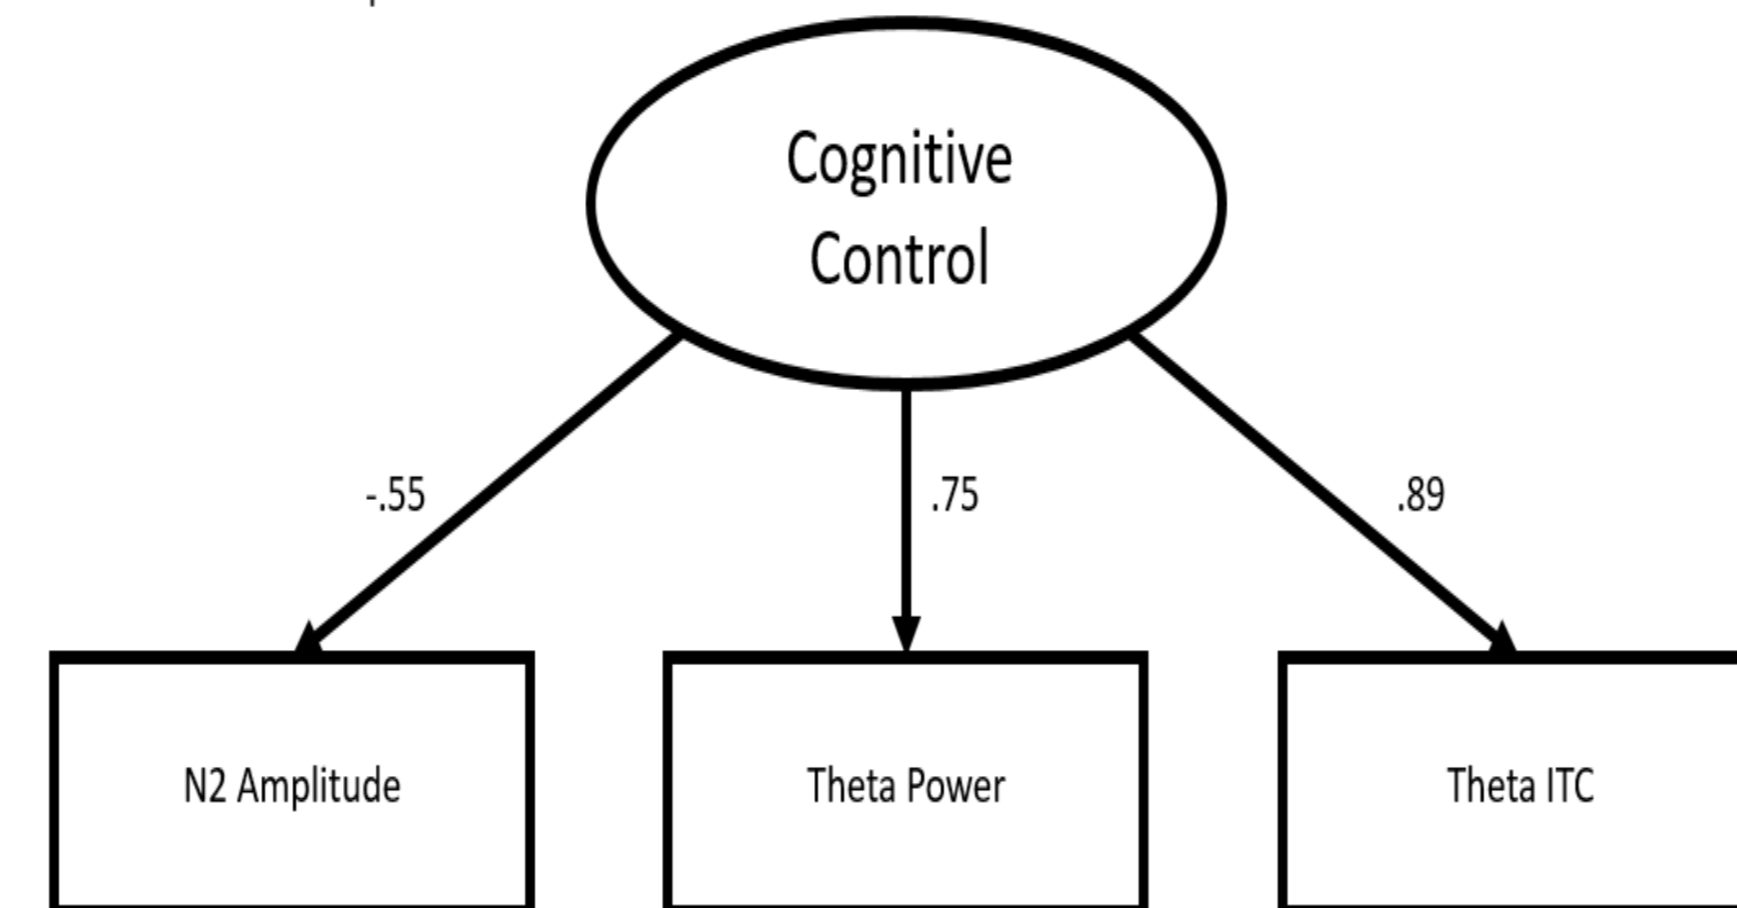 Cognitive
Control
-.55
.75
.89
N2 Amplitude
Theta Power
Theta ITC